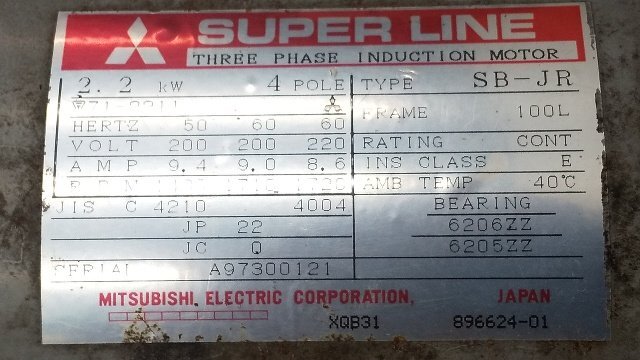 SUPER LINE
THREE PHASE INDUCTION MOTOR
2.2 kW 4 POLE TYPE SB-JR
FRAME 100L
HERTZ 50 60 60
VOLT 200 200 220 RATING CONT
AMP 9.4 9.0 8.6 INS CLASS E
AMB TEMP 40℃
JIS C 4210 4004 BEARING
JP 22 6206ZZ
JC Q 6205ZZ
SERIAL A97300121
MITSUBISHI ELECTRIC CORPORATION, JAPAN
XQB31 896624-01